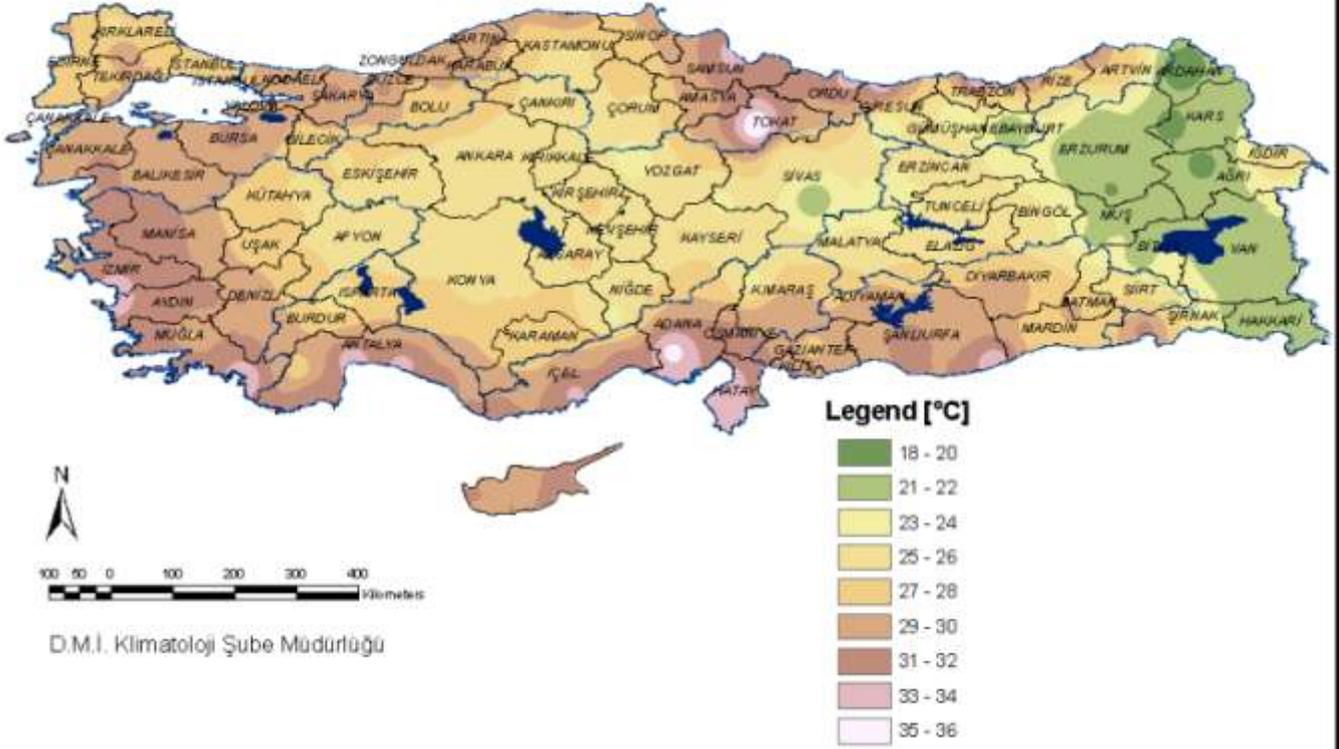 KIRKLARELİ
EDİRNE
TEKİRDAĞ
İSTANBUL
İSTANBUL
KOCAELİ
YALOVA
SAKARYA
DÜZCE
ZONGULDAK
BARTIN
KARABÜK
KASTAMONU
SİNOP
SAMSUN
ORDU
GİRESUN
TRABZON
RİZE
ARTVİN
ARDAHAN
ÇANAKKALE
ÇANAKKALE
BURSA
BİLECİK
BOLU
ÇANKIRI
ÇORUM
AMASYA
TOKAT
GÜMÜŞHANE
BAYBURT
ERZURUM
KARS
IĞDIR
AĞRI
BALIKESİR
KÜTAHYA
ESKİŞEHİR
ANKARA
KIRIKKALE
YOZGAT
SİVAS
ERZİNCAN
TUNCELİ
BİNGÖL
MUŞ
MANİSA
UŞAK
AFYON
KIRŞEHİR
NEVŞEHİR
KAYSERİ
MALATYA
ELAZIĞ
VAN
İZMİR
AYDIN
DENİZLİ
ISPARTA
KONYA
AKSARAY
NİĞDE
K.MARAŞ
ADIYAMAN
DİYARBAKIR
BATMAN
SİİRT
ŞIRNAK
HAKKARİ
MUĞLA
BURDUR
ANTALYA
KARAMAN
İÇEL
ADANA
GAZİANTEP
ŞANLIURFA
MARDİN
HATAY
Legend [°C]
18 - 20
21 - 22
23 - 24
25 - 26
27 - 28
29 - 30
31 - 32
33 - 34
35 - 36
N
100 50 0 100 200 300 400
Kilometers
D.M.İ. Klimatoloji Şube Müdürlüğü